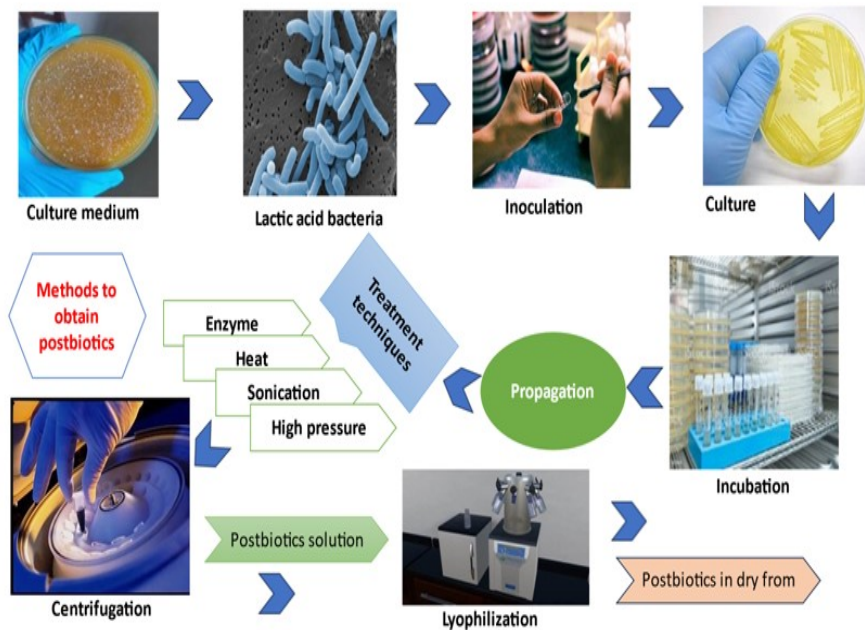 Culture medium
Lactic acid bacteria
Inoculation
Culture
Incubation
Propagation
Treatment
techniques
Enzyme
Heat
Sonication
High pressure
Methods to
obtain
postbiotics
Centrifugation
Postbiotics solution
Lyophilization
Postbiotics in dry from